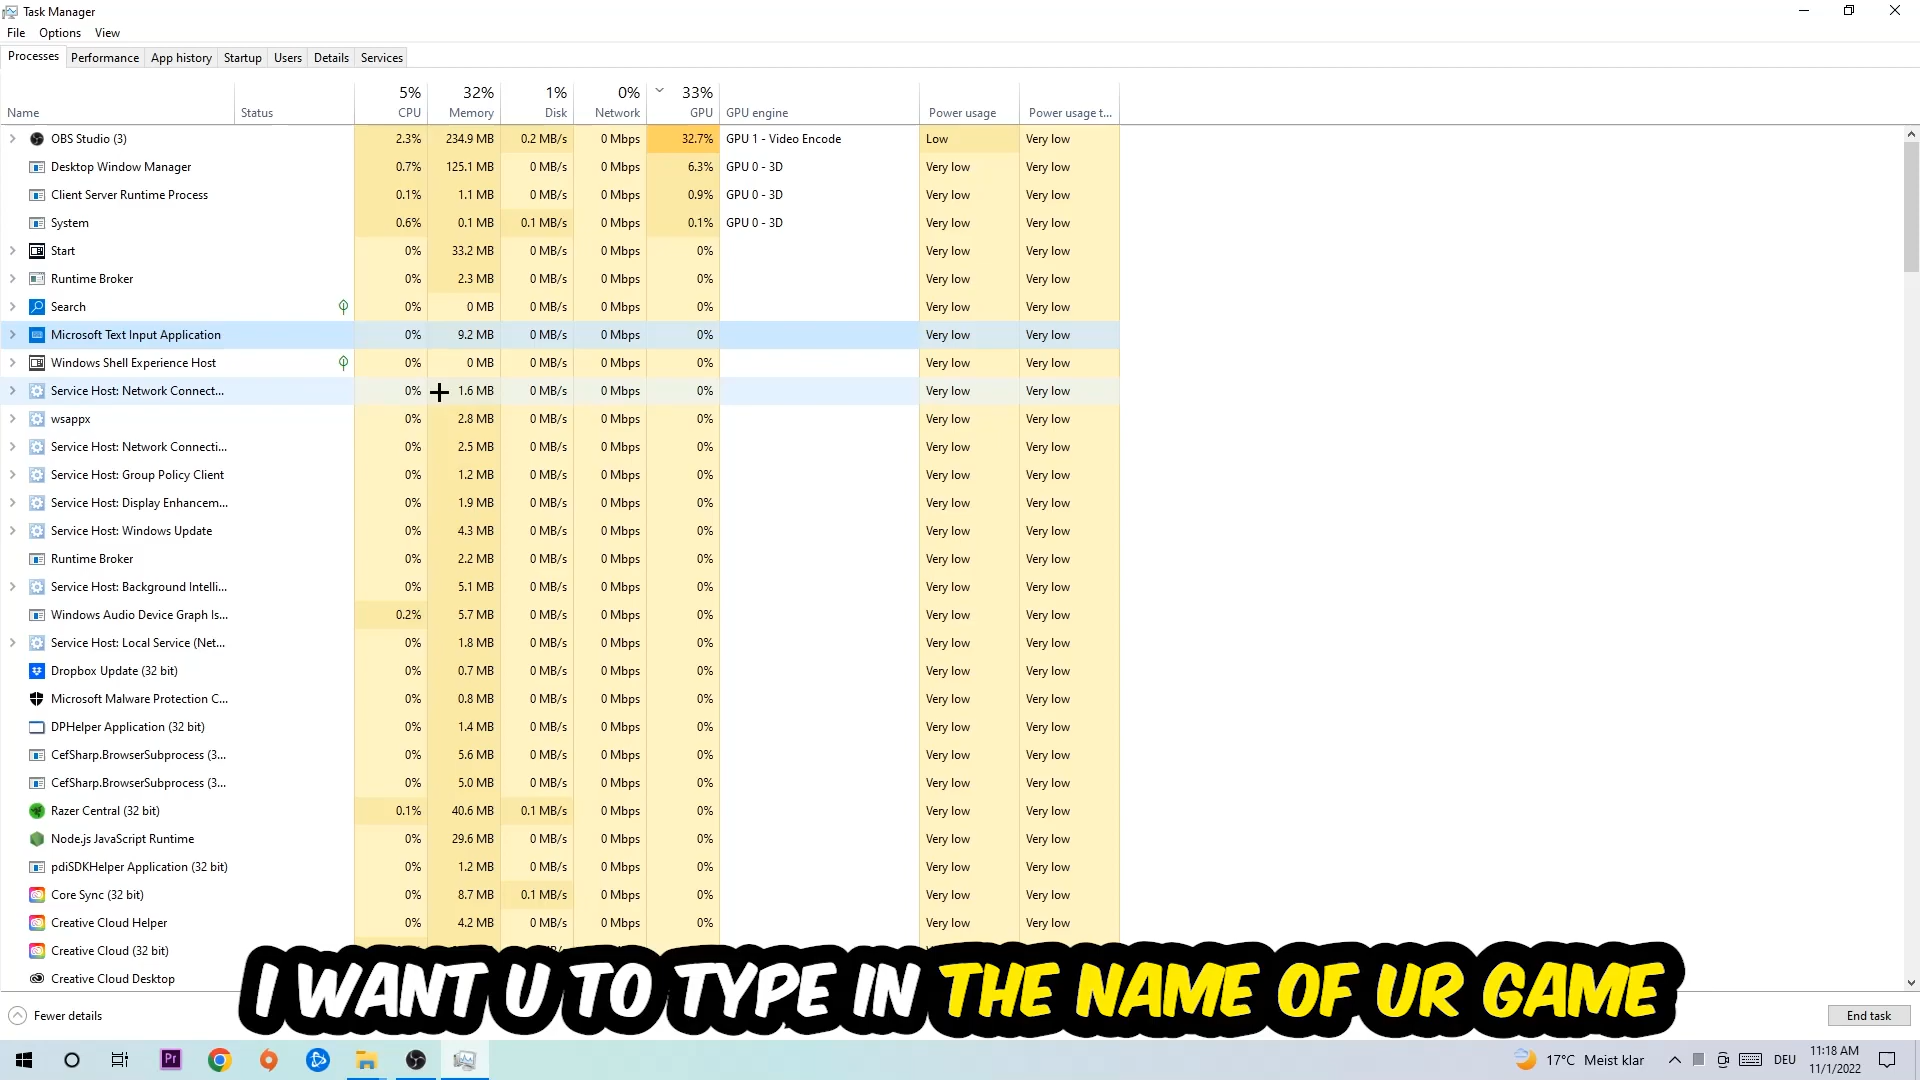 Task Manager
File Options View
Processes Performance App history Startup Users Details Services
5% 32% 1% 0% 33%
Name Status CPU Memory Disk Network GPU GPU engine Power usage Power usage t...
OBS Studio (3) 2.3% 234.9 MB 0.2 MB/s 0 Mbps 32.7% GPU 1 - Video Encode Low Very low
Desktop Window Manager 0.7% 125.1 MB 0 MB/s 0 Mbps 6.3% GPU 0 - 3D Very low Very low
Client Server Runtime Process 0.1% 1.1 MB 0 MB/s 0 Mbps 0.9% GPU 0 - 3D Very low Very low
System 0.6% 0.1 MB 0.1 MB/s 0 Mbps 0.1% GPU 0 - 3D Very low Very low
Start 0% 33.2 MB 0 MB/s 0 Mbps 0% Very low Very low
Runtime Broker 0% 2.3 MB 0 MB/s 0 Mbps 0% Very low Very low
Search 0% 0 MB 0 MB/s 0 Mbps 0% Very low Very low
Microsoft Text Input Application 0% 9.2 MB 0 MB/s 0 Mbps 0% Very low Very low
Windows Shell Experience Host 0% 0 MB 0 MB/s 0 Mbps 0% Very low Very low
Service Host: Network Connect... 0% 1.6 MB 0 MB/s 0 Mbps 0% Very low Very low
wsappx 0% 2.8 MB 0 MB/s 0 Mbps 0% Very low Very low
Service Host: Network Connecti... 0% 2.5 MB 0 MB/s 0 Mbps 0% Very low Very low
Service Host: Group Policy Client 0% 1.2 MB 0 MB/s 0 Mbps 0% Very low Very low
Service Host: Display Enhancem... 0% 1.9 MB 0 MB/s 0 Mbps 0% Very low Very low
Service Host: Windows Update 0% 4.3 MB 0 MB/s 0 Mbps 0% Very low Very low
Runtime Broker 0% 2.2 MB 0 MB/s 0 Mbps 0% Very low Very low
Service Host: Background Intelli... 0% 5.1 MB 0 MB/s 0 Mbps 0% Very low Very low
Windows Audio Device Graph Is... 0.2% 5.7 MB 0 MB/s 0 Mbps 0% Very low Very low
Service Host: Local Service (Net... 0% 1.8 MB 0 MB/s 0 Mbps 0% Very low Very low
Dropbox Update (32 bit) 0% 0.7 MB 0 MB/s 0 Mbps 0% Very low Very low
Microsoft Malware Protection C... 0% 0.8 MB 0 MB/s 0 Mbps 0% Very low Very low
DPHelper Application (32 bit) 0% 1.4 MB 0 MB/s 0 Mbps 0% Very low Very low
CefSharp.BrowserSubprocess (3... 0% 5.6 MB 0 MB/s 0 Mbps 0% Very low Very low
CefSharp.BrowserSubprocess (3... 0% 5.0 MB 0 MB/s 0 Mbps 0% Very low Very low
Razer Central (32 bit) 0.1% 40.6 MB 0.1 MB/s 0 Mbps 0% Very low Very low
Node.js JavaScript Runtime 0% 29.6 MB 0 MB/s 0 Mbps 0% Very low Very low
pdiSDKHelper Application (32 bit) 0% 1.2 MB 0 MB/s 0 Mbps 0% Very low Very low
Core Sync (32 bit) 0% 8.7 MB 0.1 MB/s 0 Mbps 0% Very low Very low
Creative Cloud Helper 0% 4.2 MB 0 MB/s 0 Mbps 0% Very low Very low
Creative Cloud (32 bit)
Creative Cloud Desktop
I WANT U TO TYPE IN THE NAME OF UR GAME
Fewer details End task
Pr 17°C Meist klar DEU 11:18 AM
11/1/2022